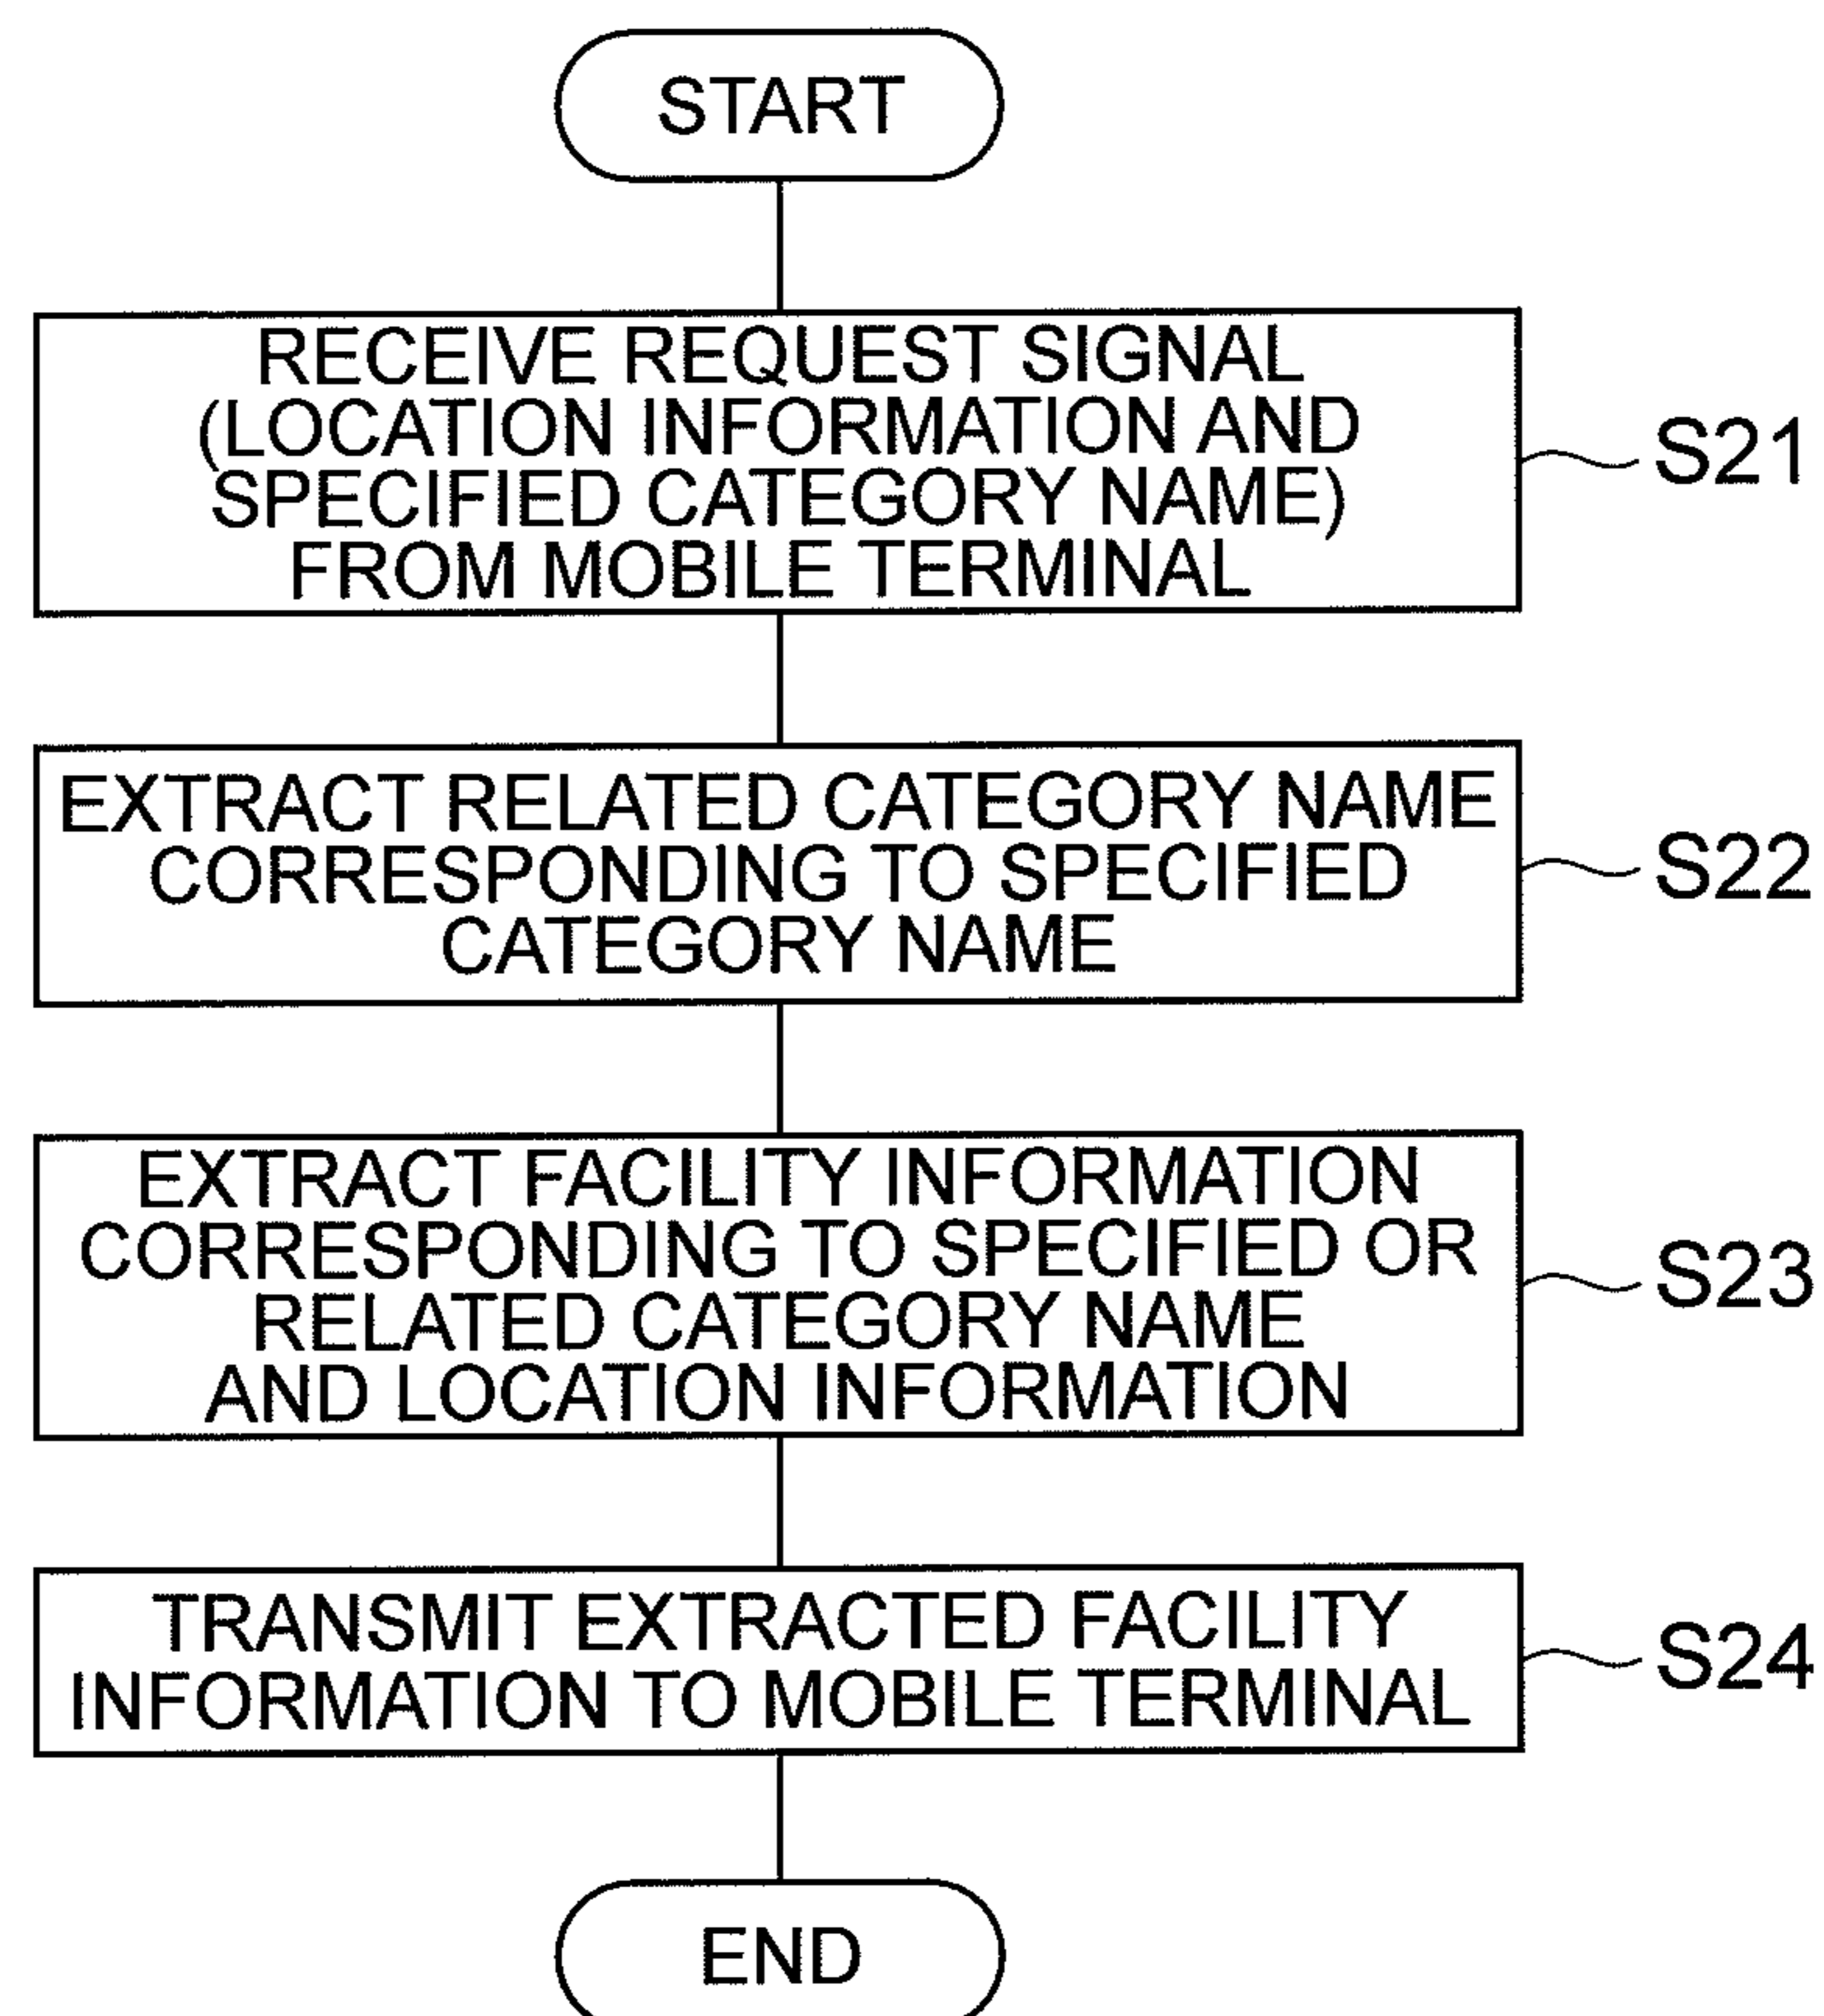 START
RECEIVE REQUEST SIGNAL
(LOCATION INFORMATION AND
SPECIFIED CATEGORY NAME)
FROM MOBILE TERMINAL
S21
EXTRACT RELATED CATEGORY NAME
CORRESPONDING TO SPECIFIED
CATEGORY NAME
S22
EXTRACT FACILITY INFORMATION
CORRESPONDING TO SPECIFIED OR
RELATED CATEGORY NAME
AND LOCATION INFORMATION
S23
TRANSMIT EXTRACTED FACILITY
INFORMATION TO MOBILE TERMINAL
S24
END